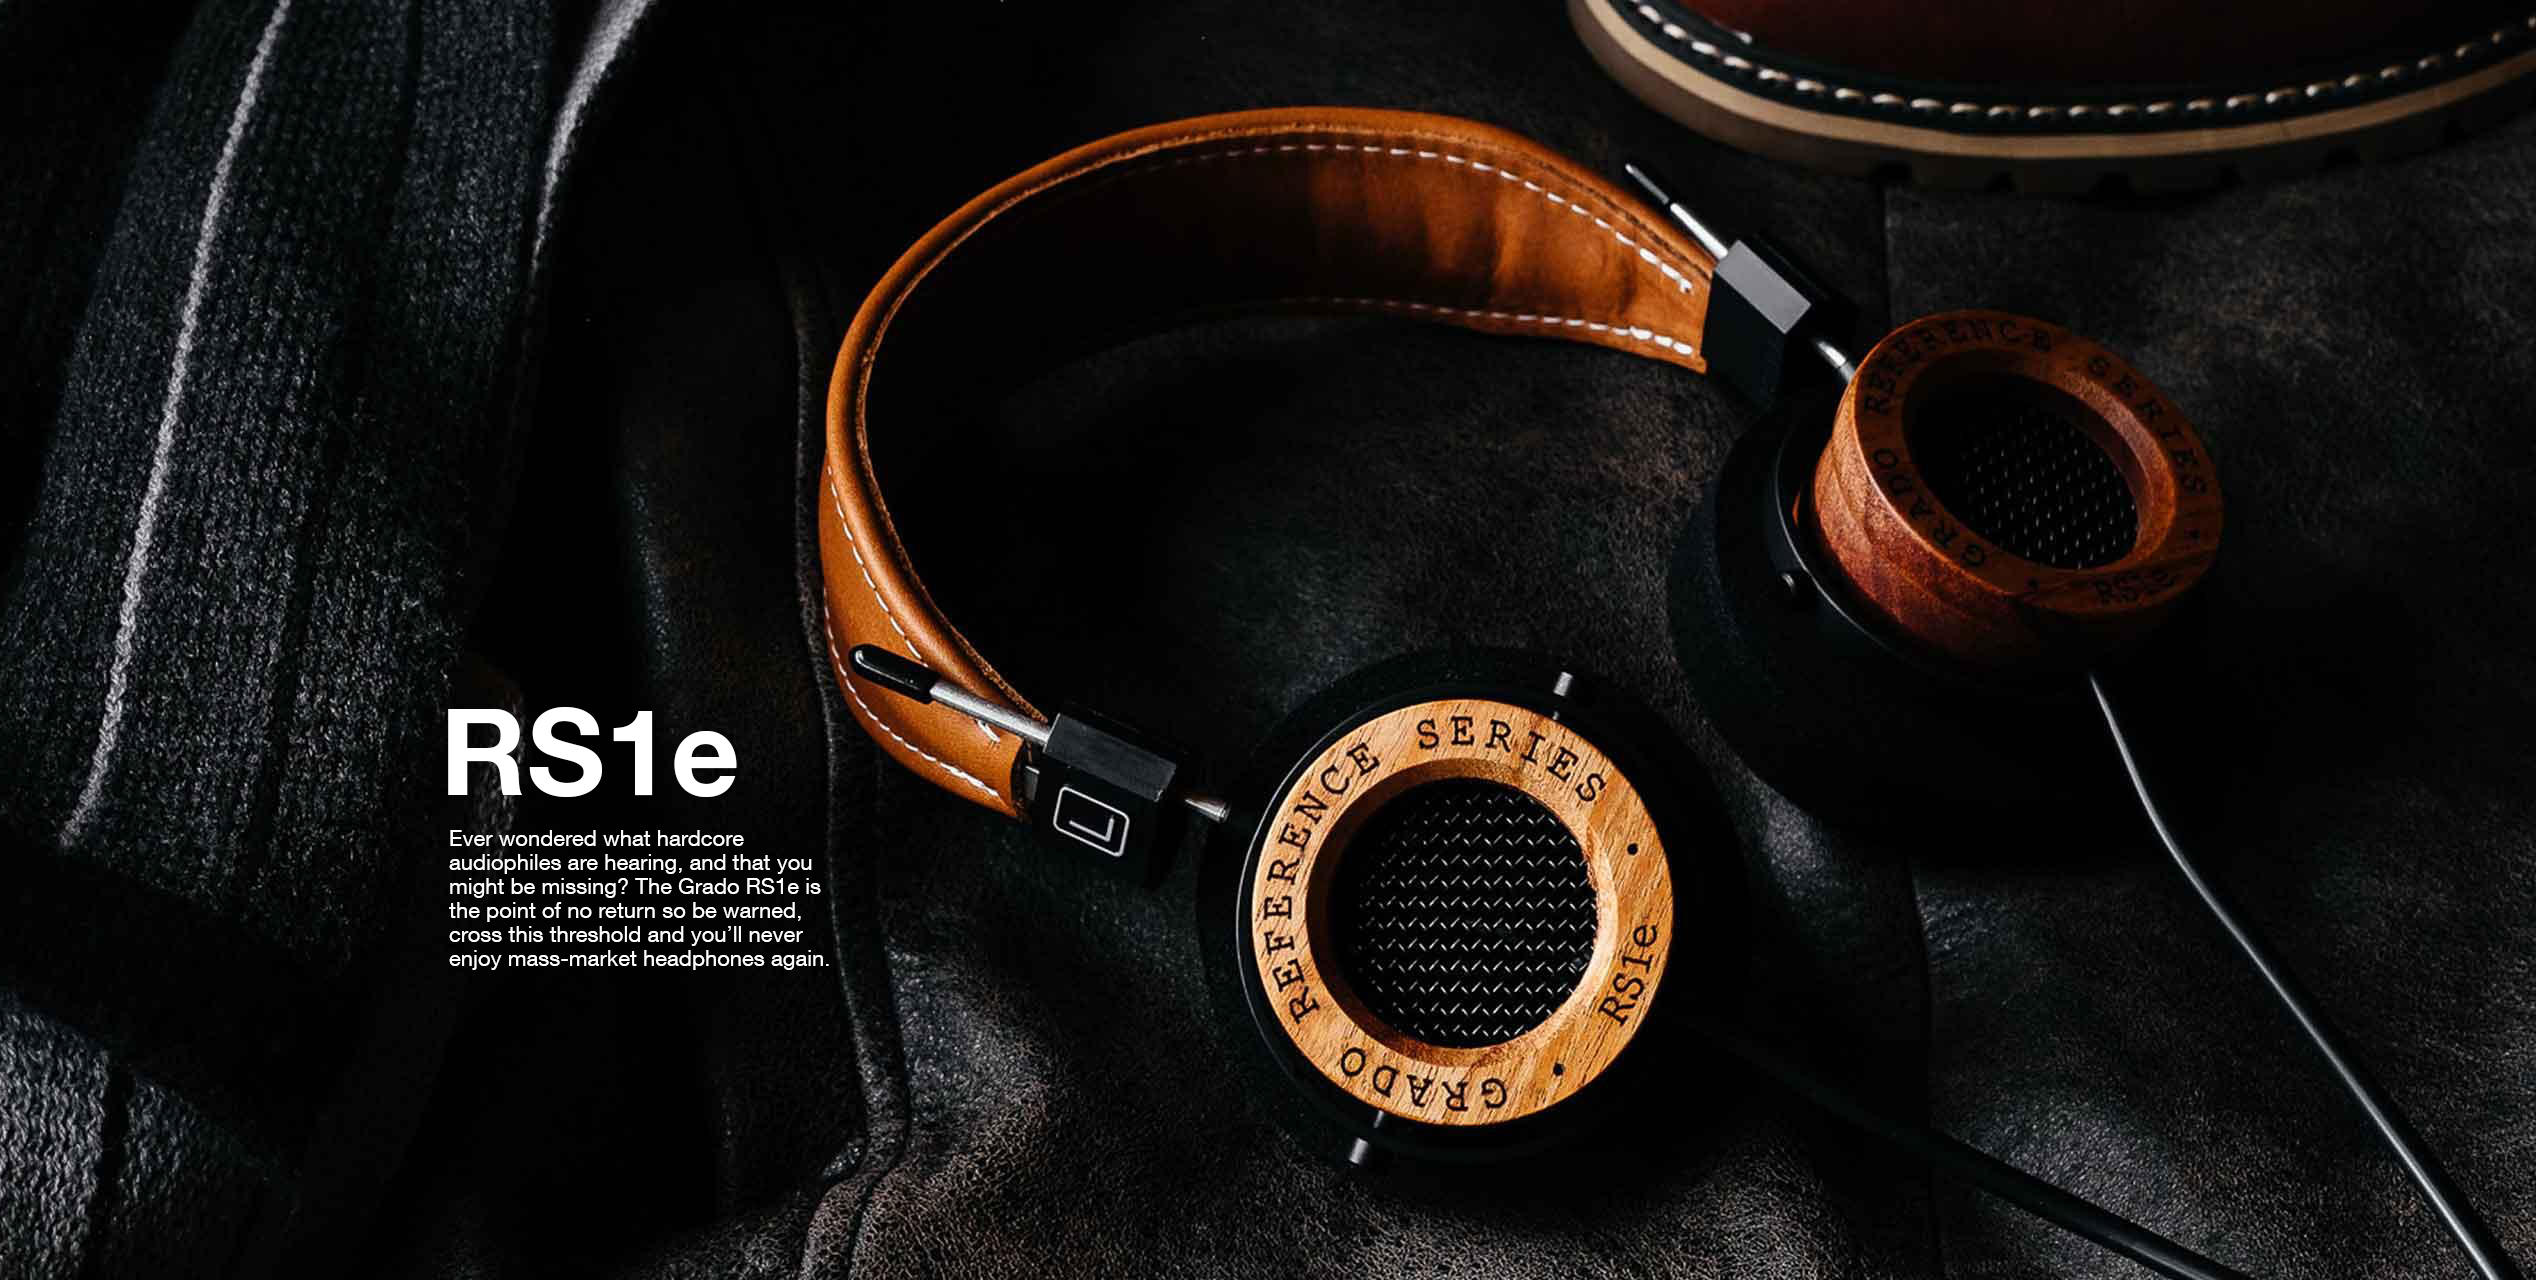 RS1e
Ever wondered what hardcore
audiophiles are hearing, and that you
might be missing? The Grado RS1e is
the point of no return so be warned,
cross this threshold and you’ll never
enjoy mass-market headphones again.
GRADO REFERENCE SERIES • RS1e •
GRADO REFERENCE SERIES • RS1e •